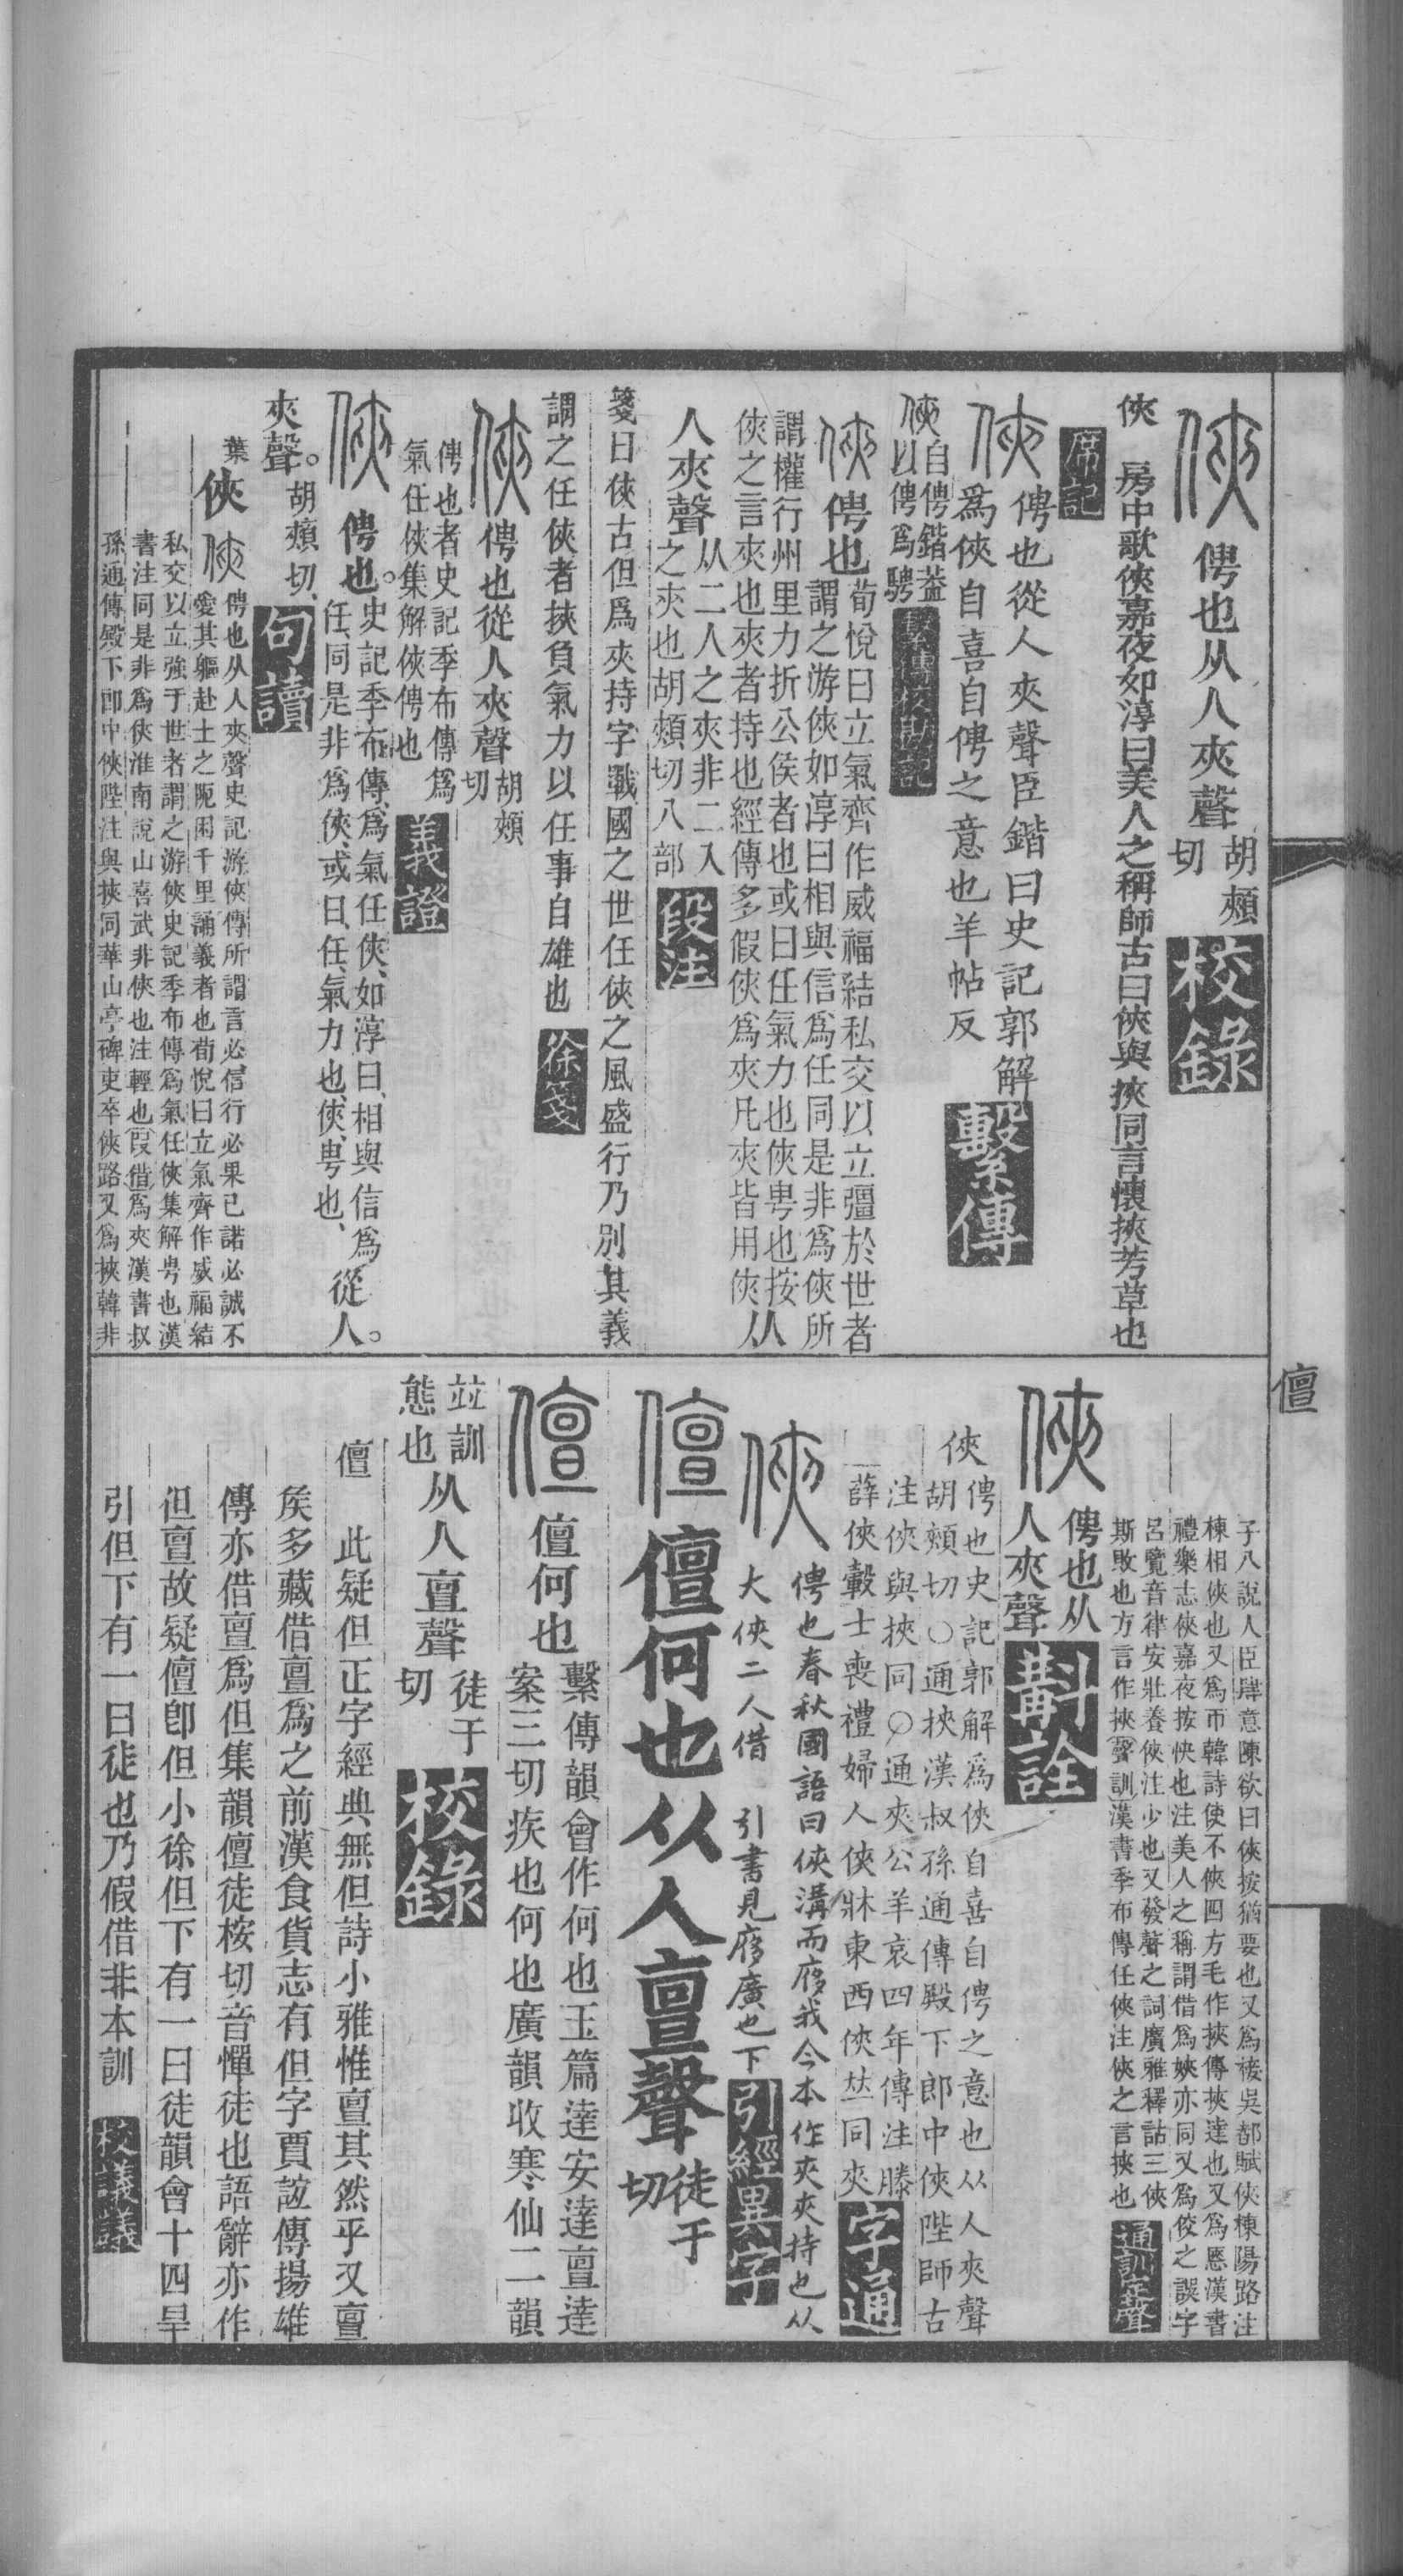 俠 俜也从人夾聲
胡頰
切
校錄
俠 房中歌俠嘉夜如淳曰美人之稱師古曰俠與挾同言懷挾芳草也
席記
俠 俜也從人夾聲臣鍇曰史記郭解
爲俠自喜自俜之意也羊帖反
繫傳
俠自俜鍇葢
以俜爲騁
繫傳校勘記
俠 俜也
荀悅曰立氣齊作威福結私交以立彊於世者
謂之游俠如淳曰相與信爲任同是非爲俠所
謂權行州里力折公侯者也或曰任氣力也俠甹也按
俠之言夾也夾者持也經傳多假俠爲夾凡夾皆用俠
从
人夾聲
从二人之夾非二入
之夾也胡頰切八部
段注
箋曰俠古但爲夾持字戰國之世任俠之風盛行乃別其義
謂之任俠者挾負氣力以任事自雄也
徐箋
俠 俜也從人夾聲
胡頰
切
俜也者史記季布傳爲
氣任俠集解俠俜也
義證
俠 俜也。
史記季布傳、爲氣任俠、如淳曰、相與信爲
任、同是非、爲俠、或曰、任、氣力也、俠、甹也、
從人。
夾聲。
胡頰切、
句讀
葉
俠
俠 俜也从人夾聲史記游俠傳所謂言必信行必果已諾必誠不
愛其軀赴士之阨困千里誦義者也荀悅曰立氣齊作威福結
私交以立強于世者謂之游俠史記季布傳爲氣任俠集解甹也漢
書注同是非爲俠淮南說山喜武非俠也注輕也叚借爲夾漢書叔
孫通傳殿下郎中俠陛注與挾同華山亭碑吏卒俠路又爲挾韓非
子八說人臣肆意陳欲曰俠按猶要也又爲䙝吳都賦俠棟陽路注
棟相俠也又爲帀韓詩使不俠四方毛作挾傳挾達也又爲㥦漢書
禮樂志俠嘉夜按快也注美人之稱謂借爲㛍亦同又爲佼之誤字
呂覽音律安壯養俠注少也又發聲之詞廣雅釋詁三俠
斯敗也方言作挾聲訓漢書季布傳任俠注俠之言挾也
通訓定聲
俠 俜也从
人夾聲
斠詮
俠
俜也史記郭解爲俠自喜自俜之意也从人夾聲
胡頰切○通挾漢叔孫通傳殿下郎中俠陛師古
注俠與挾同○通夾公羊哀四年傳注滕
薛俠轂士喪禮婦人俠牀東西俠𠀤同夾
字通
俠 俜也春秋國語曰俠溝而㢋我今本作夾夾持也从
大俠二人借 引書見㢋廣也下
引經異字
儃 儃何也从人亶聲
徒干
切
儃 儃何也
繫傳韻會作何也玉篇達安達亶達
案三切疾也何也廣韻收寒仙二韻
竝訓
態也
从人亶聲
徒干
切
校錄
儃 此疑但正字經典無但詩小雅惟亶其然乎又亶
矦多藏借亶爲之前漢食貨志有但字賈誼傳揚雄
傳亦借亶爲但集韻儃徒桉切音憚徒也語辭亦作
但亶故疑儃卽但小徐但下有一曰徒韻會十四旱
引但下有一曰徒也乃假借非本訓
校議議
儃